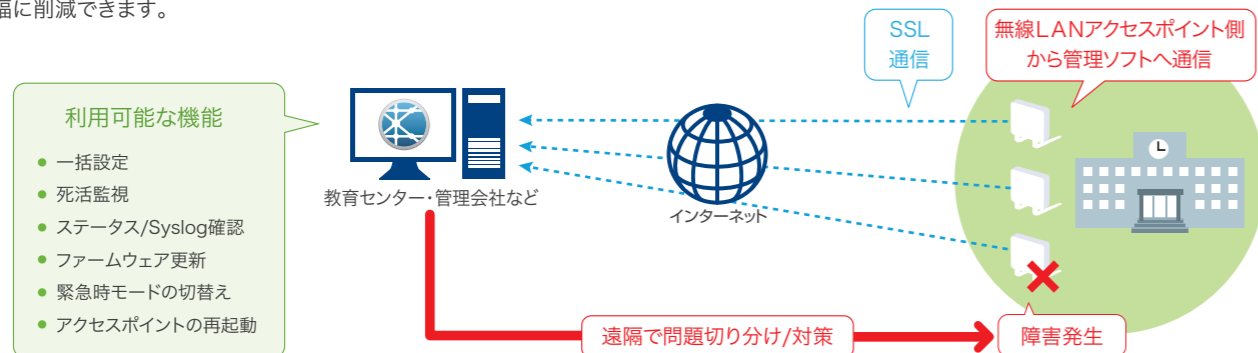 幅に削減できます。
SSL
通信
無線LANアクセスポイント側
から管理ソフトへ通信
利用可能な機能
一括設定
死活監視
ステータス/Syslog確認
ファームウェア更新
緊急時モードの切替え
アクセスポイントの再起動
教育センター・管理会社など
インターネット
遠隔で問題切り分け/対策
障害発生